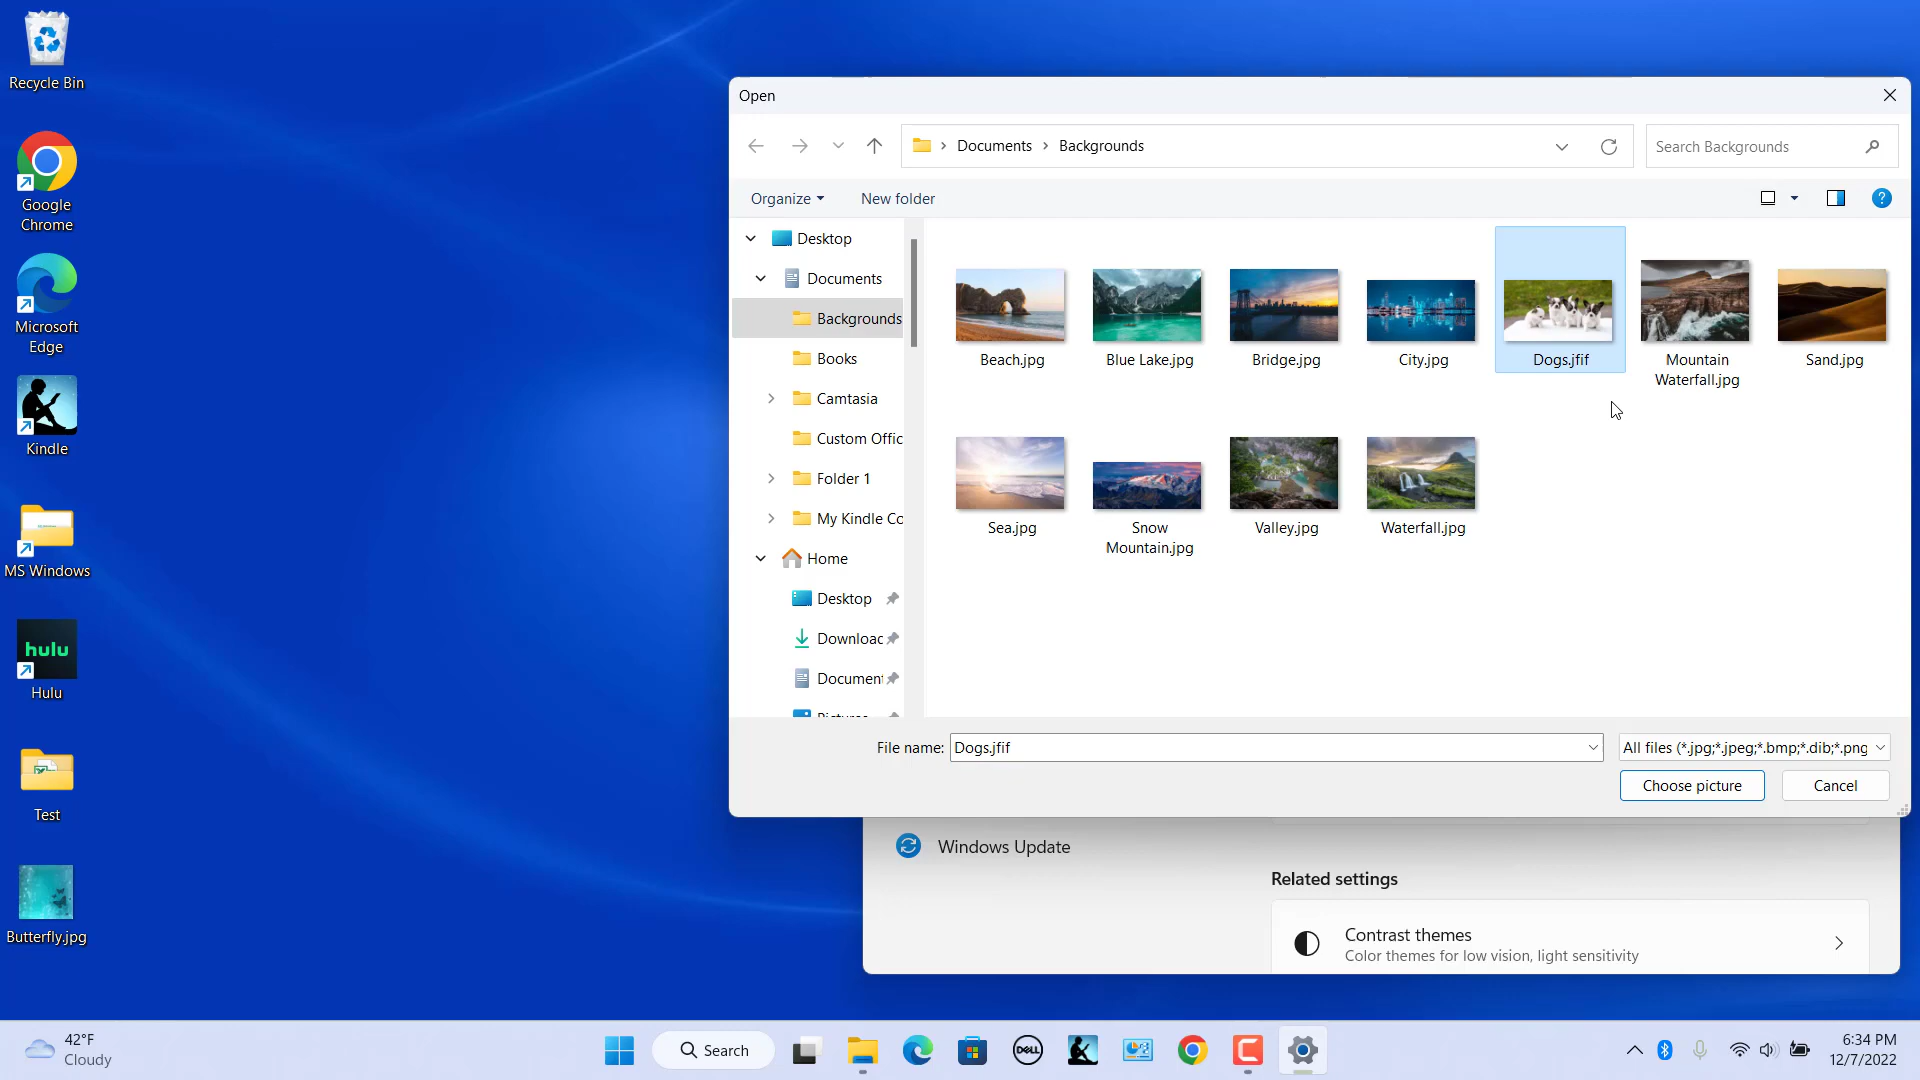 Recycle Bin
Google
Chrome
Microsoft
Edge
Kindle
MS Windows
hulu
Hulu
Test
Butterfly.jpg
Open
Documents
Backgrounds
Search Backgrounds
Organize
New folder
?
Desktop
Documents
Backgrounds
Books
Camtasia
Custom Offic
Folder 1
My Kindle Co
Home
Desktop
Downloac
Document
Pictures
Beach.jpg
Blue Lake.jpg
Bridge.jpg
City.jpg
Dogs.jfif
Mountain
Waterfall.jpg
Sand.jpg
Sea.jpg
Snow
Mountain.jpg
Valley.jpg
Waterfall.jpg
File name:
Dogs.jfif
All files (*.jpg;*.jpeg;*.bmp;*.dib;*.png
Choose picture
Cancel
Windows Update
Related settings
Contrast themes
Color themes for low vision, light sensitivity
42°F
Cloudy
Search
DELL
6:34 PM
12/7/2022